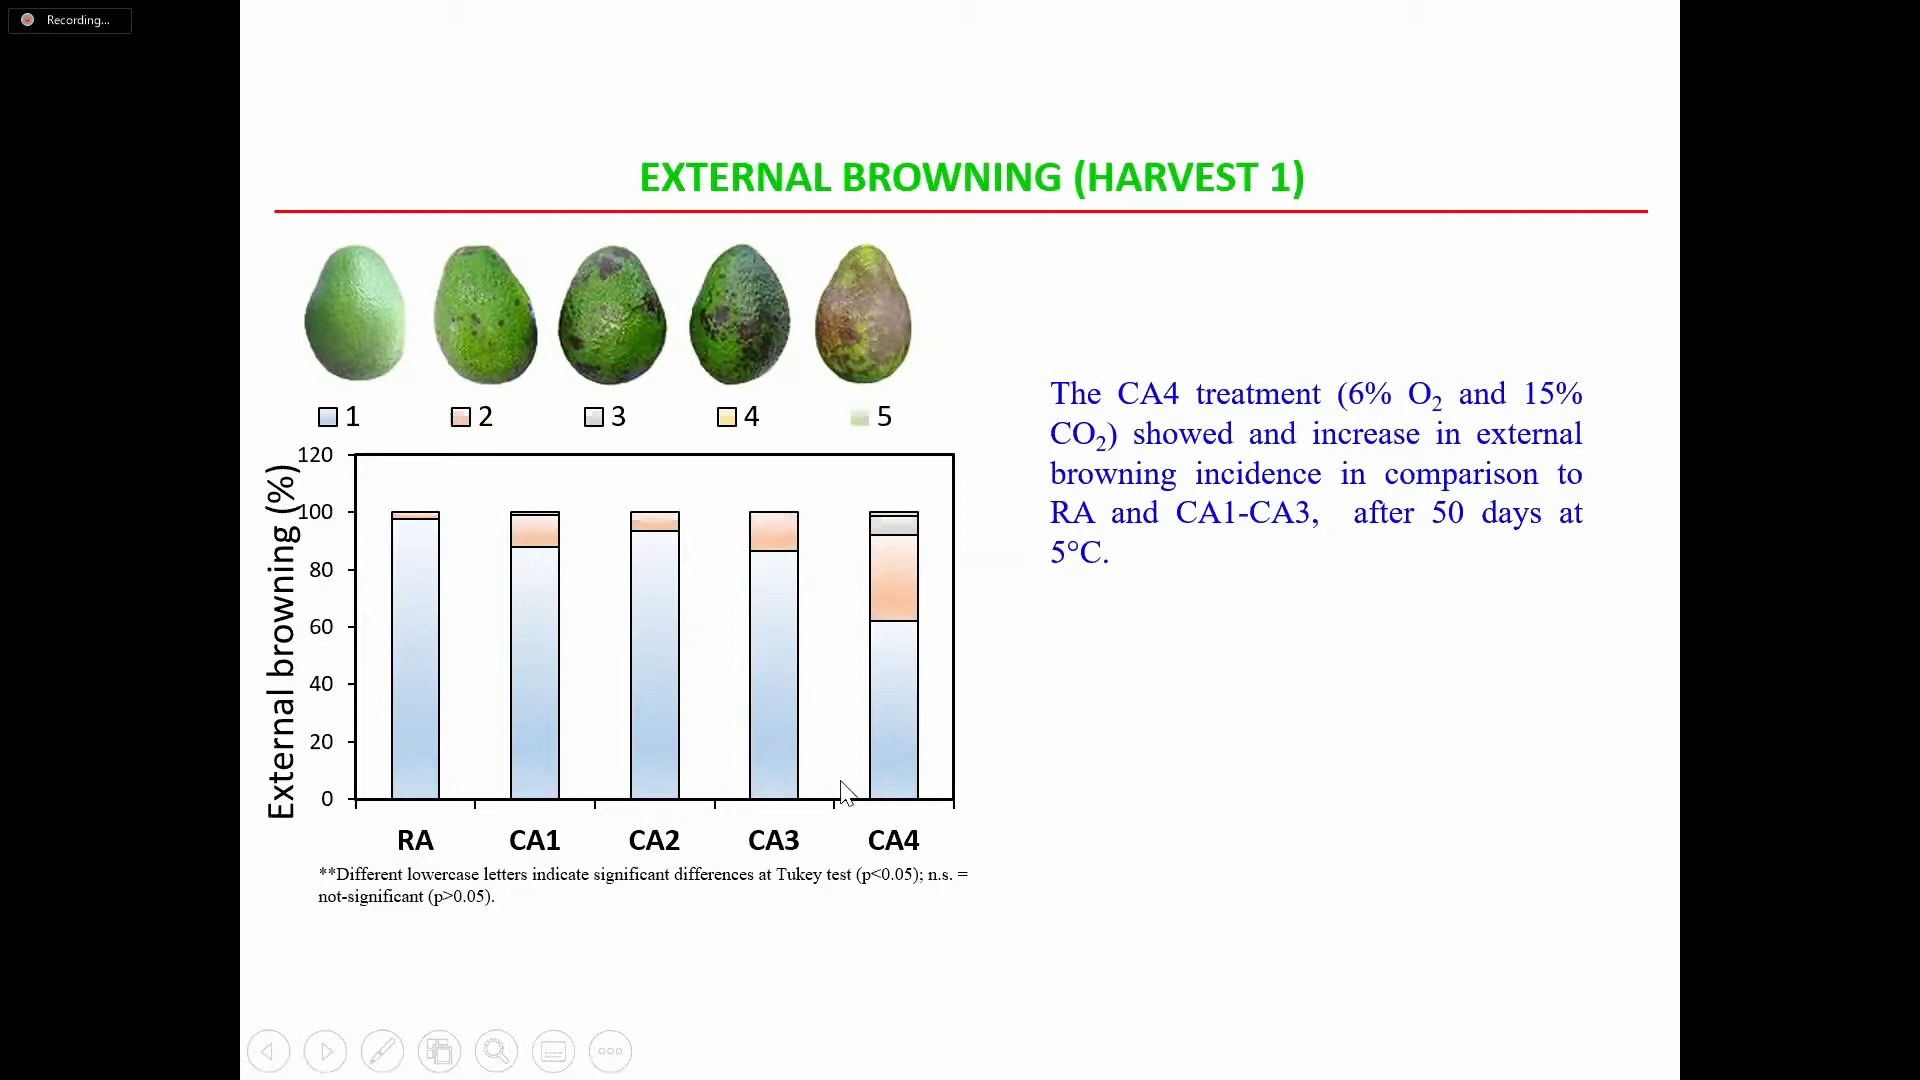 Recording...
EXTERNAL BROWNING (HARVEST 1)
1 2 3 4 5
External browning (%)
120
100
80
60
40
20
0
RA CA1 CA2 CA3 CA4
**Different lowercase letters indicate significant differences at Tukey test (p<0.05); n.s. =
not-significant (p>0.05).
The CA4 treatment (6% O₂ and 15%
CO₂) showed and increase in external
browning incidence in comparison to
RA and CA1-CA3, after 50 days at
5°C.